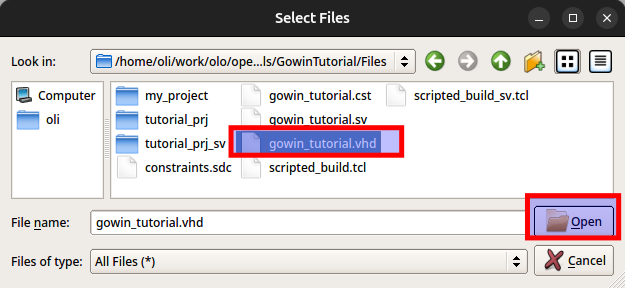 Select Files
Look in: /home/oli/work/olo/ope...ls/GowinTutorial/Files
Computer
oli
my_project gowin_tutorial.cst scripted_build_sv.tcl
tutorial_prj gowin_tutorial.sv
tutorial_prj_sv gowin_tutorial.vhd
constraints.sdc scripted_build.tcl
File name: gowin_tutorial.vhd Open
Files of type: All Files (*) Cancel